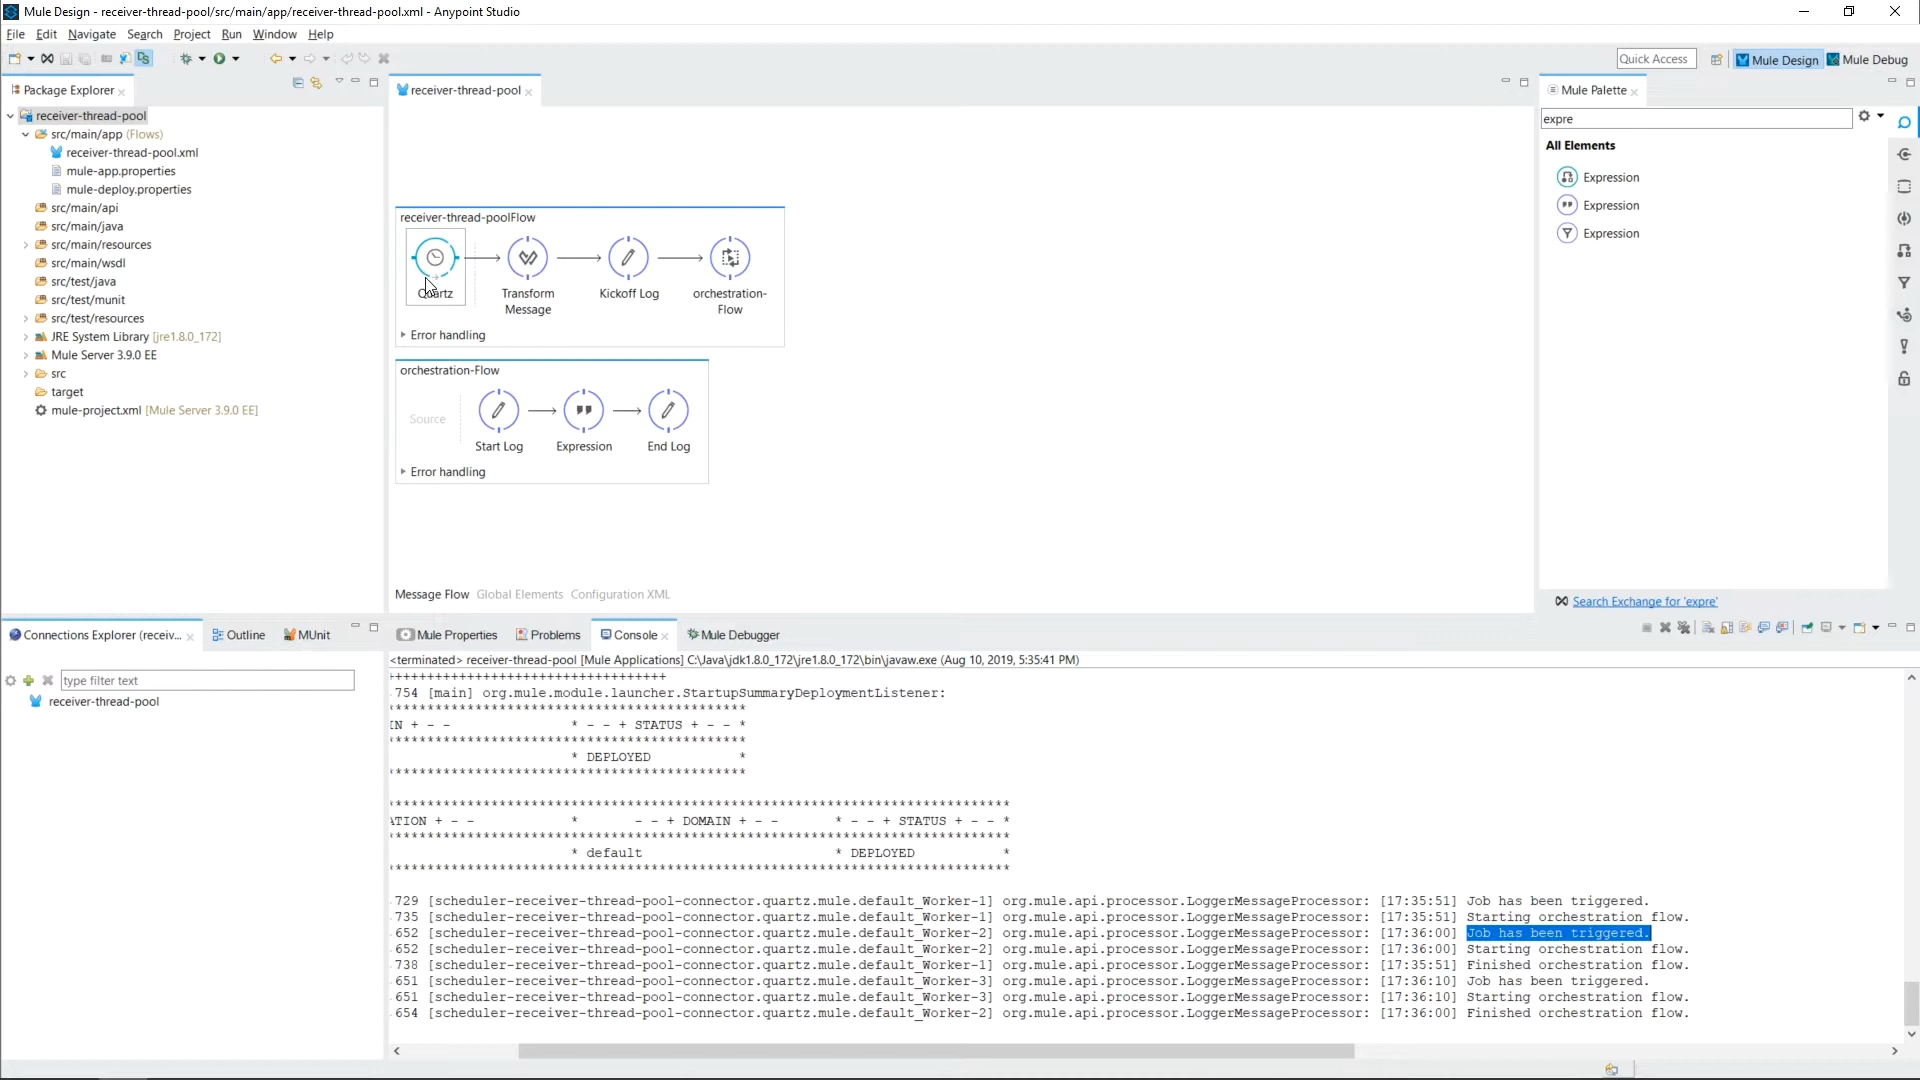 Mule Design - receiver-thread-pool/src/main/app/receiver-thread-pool.xml - Anypoint Studio
File Edit Navigate Search Project Run Window Help
Quick Access
Mule Design
Mule Debug
Package Explorer
receiver-thread-pool
src/main/app (Flows)
receiver-thread-pool.xml
mule-app.properties
mule-deploy.properties
src/main/api
src/main/java
src/main/resources
src/main/wsdl
src/test/java
src/test/munit
src/test/resources
JRE System Library [jre1.8.0_172]
Mule Server 3.9.0 EE
src
target
mule-project.xml [Mule Server 3.9.0 EE]
receiver-thread-pool
receiver-thread-poolFlow
Quartz
Transform Message
Kickoff Log
orchestration-Flow
Error handling
orchestration-Flow
Source
Start Log
Expression
End Log
Error handling
Message Flow Global Elements Configuration XML
Mule Palette
expre
All Elements
Expression
Expression
Expression
Search Exchange for 'expre'
Connections Explorer (receiv...
Outline
MUnit
type filter text
receiver-thread-pool
Mule Properties
Problems
Console
Mule Debugger
<terminated> receiver-thread-pool [Mule Applications] C:\Java\jdk1.8.0_172\jre1.8.0_172\bin\javaw.exe (Aug 10, 2019, 5:35:41 PM)
+++++++++++++++++++++++++++++++++++
754 [main] org.mule.module.launcher.StartupSummaryDeploymentListener:
*********************************************
IN + - - * - - + STATUS + - - *
*********************************************
* DEPLOYED *
*********************************************
******************************************************************************
ATION + - - * - - + DOMAIN + - - * - - + STATUS + - - *
******************************************************************************
* default * DEPLOYED *
******************************************************************************
729 [scheduler-receiver-thread-pool-connector.quartz.mule.default_Worker-1] org.mule.api.processor.LoggerMessageProcessor: [17:35:51] Job has been triggered.
735 [scheduler-receiver-thread-pool-connector.quartz.mule.default_Worker-1] org.mule.api.processor.LoggerMessageProcessor: [17:35:51] Starting orchestration flow.
652 [scheduler-receiver-thread-pool-connector.quartz.mule.default_Worker-2] org.mule.api.processor.LoggerMessageProcessor: [17:36:00] Job has been triggered.
652 [scheduler-receiver-thread-pool-connector.quartz.mule.default_Worker-2] org.mule.api.processor.LoggerMessageProcessor: [17:36:00] Starting orchestration flow.
738 [scheduler-receiver-thread-pool-connector.quartz.mule.default_Worker-1] org.mule.api.processor.LoggerMessageProcessor: [17:35:51] Finished orchestration flow.
651 [scheduler-receiver-thread-pool-connector.quartz.mule.default_Worker-3] org.mule.api.processor.LoggerMessageProcessor: [17:36:10] Job has been triggered.
651 [scheduler-receiver-thread-pool-connector.quartz.mule.default_Worker-3] org.mule.api.processor.LoggerMessageProcessor: [17:36:10] Starting orchestration flow.
654 [scheduler-receiver-thread-pool-connector.quartz.mule.default_Worker-2] org.mule.api.processor.LoggerMessageProcessor: [17:36:00] Finished orchestration flow.